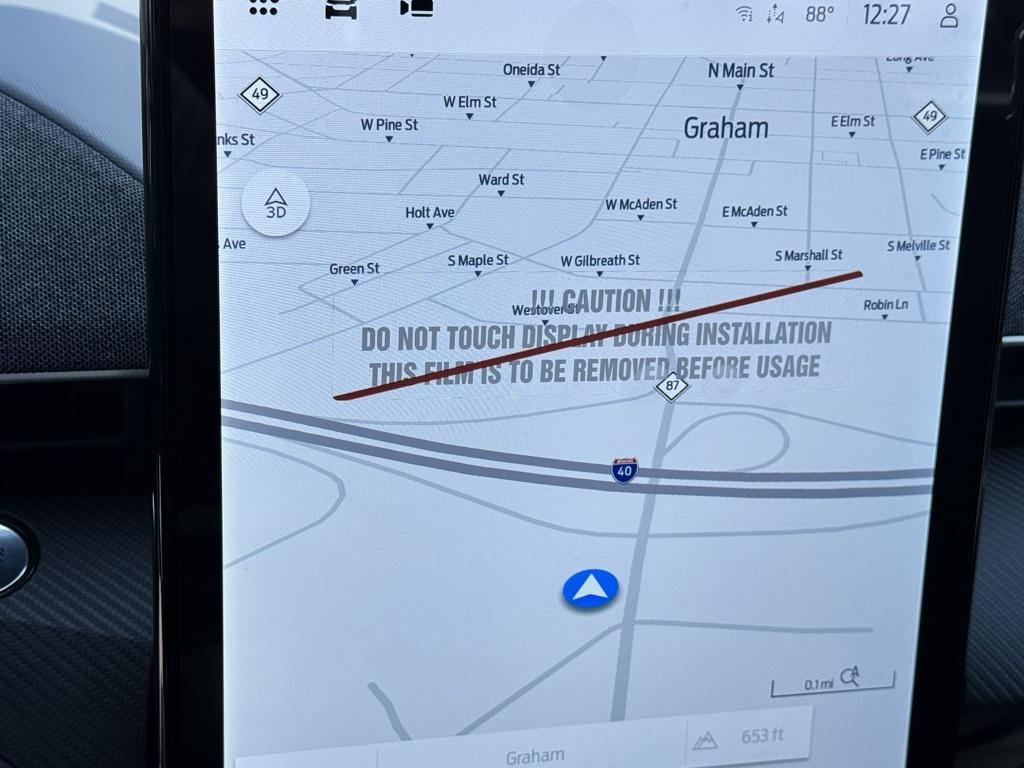 88° 12:27
Oneida St
N Main St
49
W Elm St
Graham
49
W Pine St
E Elm St
nks St
E Pine St
Ward St
3D
Holt Ave
W McAden St
E McAden St
Ave
S Melville St
Green St
S Maple St
W Gilbreath St
S Marshall St
!!! CAUTION !!!
Robin Ln
DO NOT TOUCH DISPLAY DURING INSTALLATION
THIS FILM IS TO BE REMOVED BEFORE USAGE
87
40
0.1 mi
Graham
653 ft